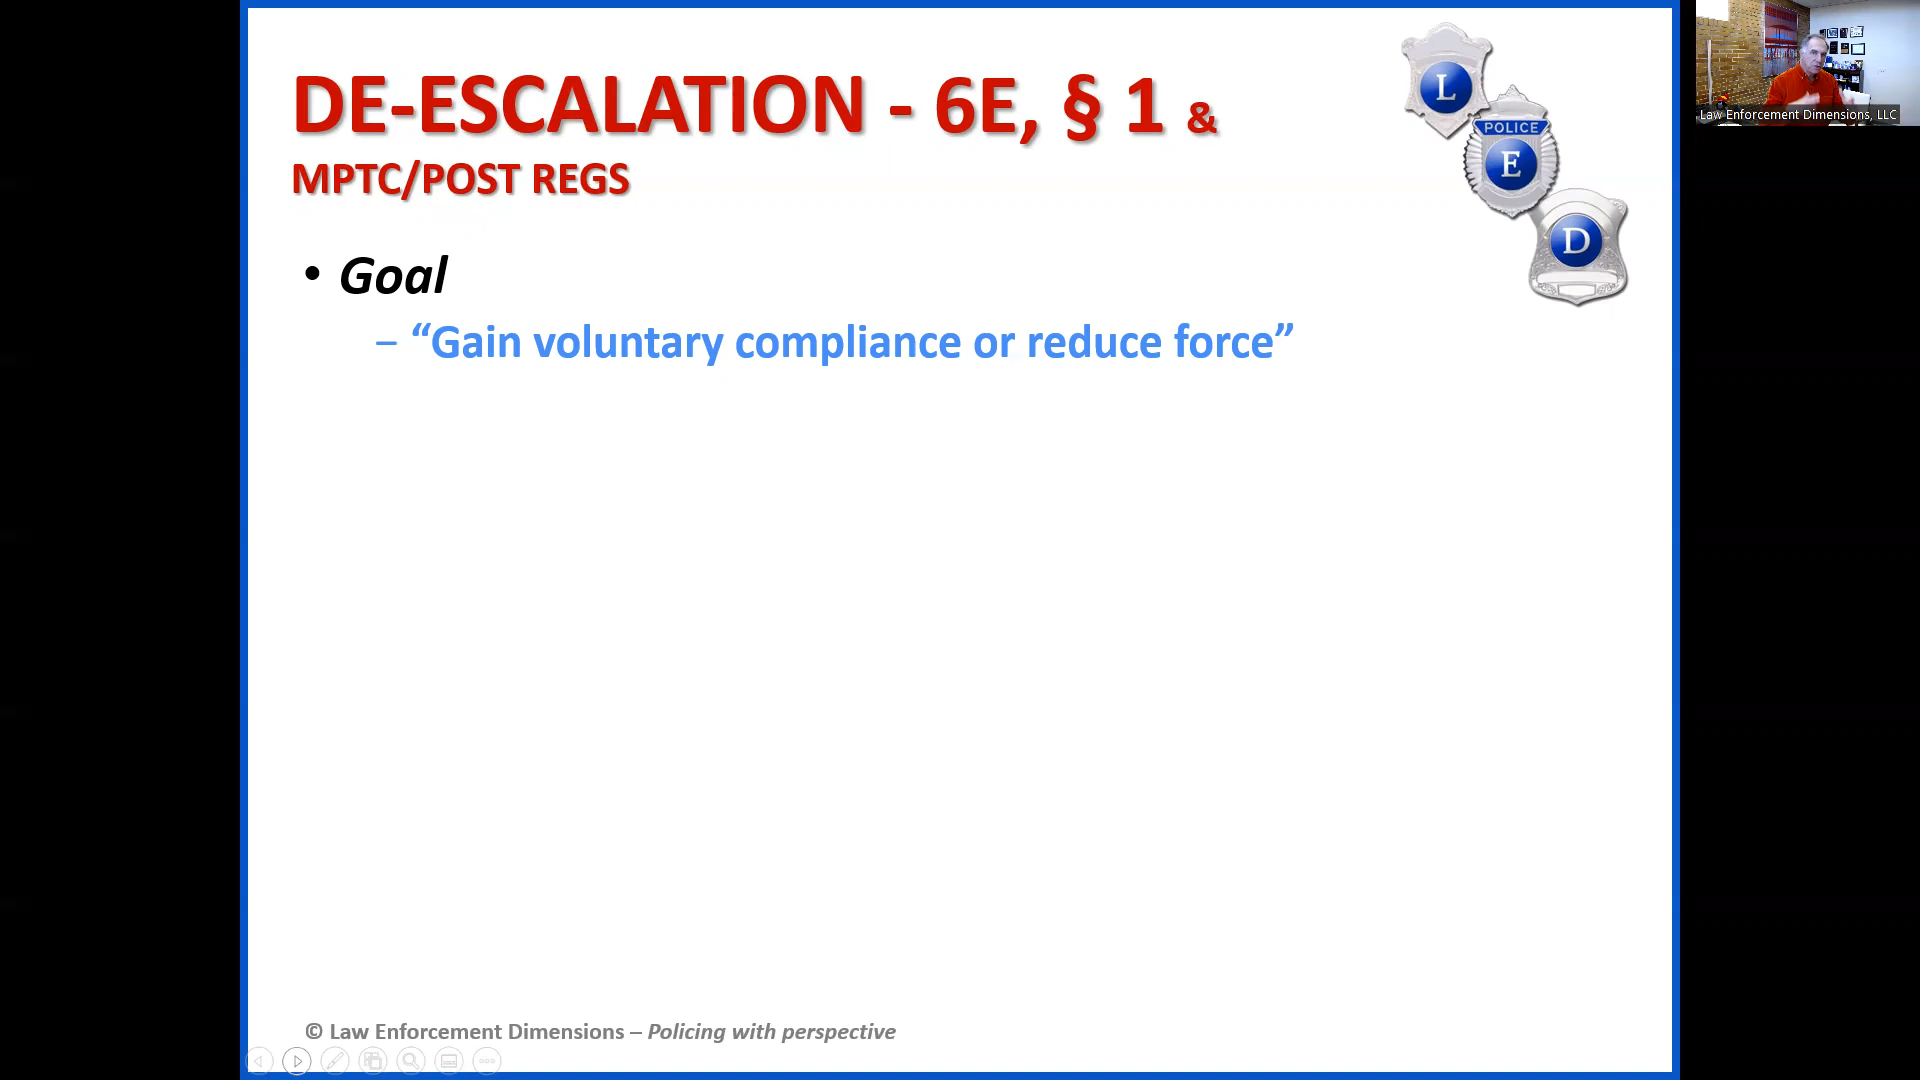 DE-ESCALATION - 6E, § 1 &
MPTC/POST REGS
• Goal
– “Gain voluntary compliance or reduce force”
L
POLICE
E
D
Law Enforcement Dimensions, LLC
© Law Enforcement Dimensions – Policing with perspective